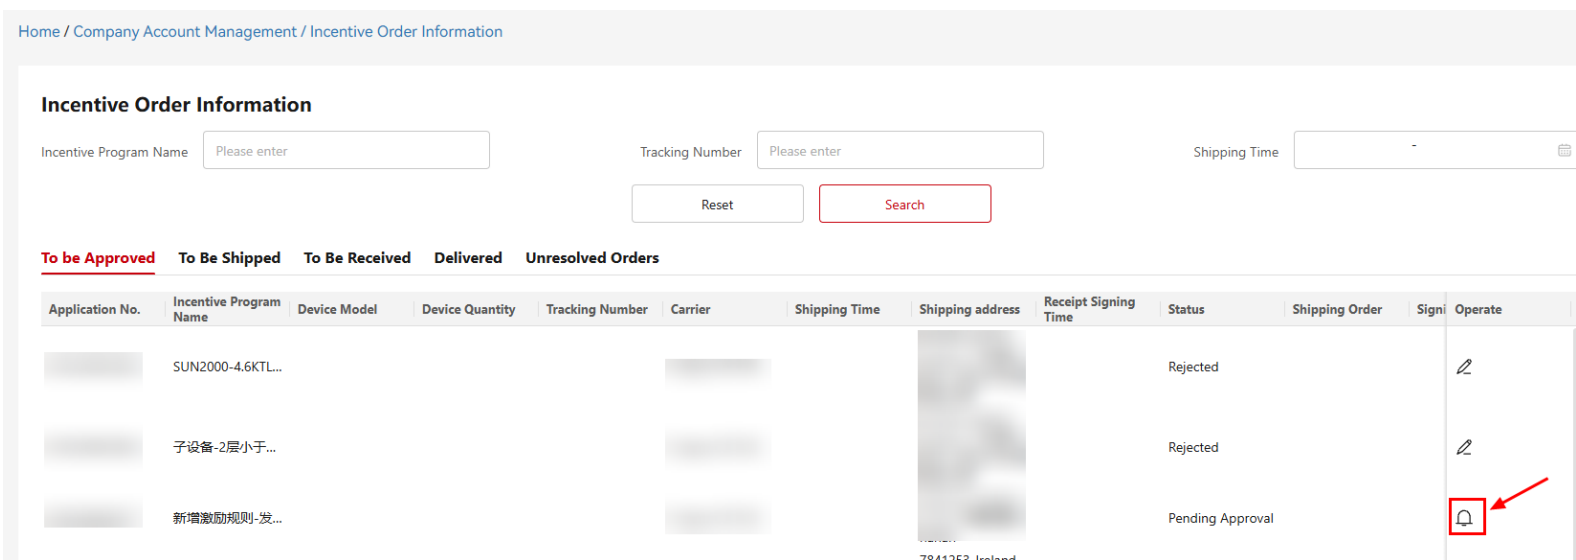 Home / Company Account Management / Incentive Order Information
Incentive Order Information
Incentive Program Name Please enter Tracking Number Please enter Shipping Time -
Reset Search
To be Approved To Be Shipped To Be Received Delivered Unresolved Orders
Application No. Incentive Program Name Device Model Device Quantity Tracking Number Carrier Shipping Time Shipping address Receipt Signing Time Status Shipping Order Signi Operate
SUN2000-4.6KTL... Rejected
子设备-2层小于... Rejected
新增激励规则-发... Pending Approval
7841253 Ireland